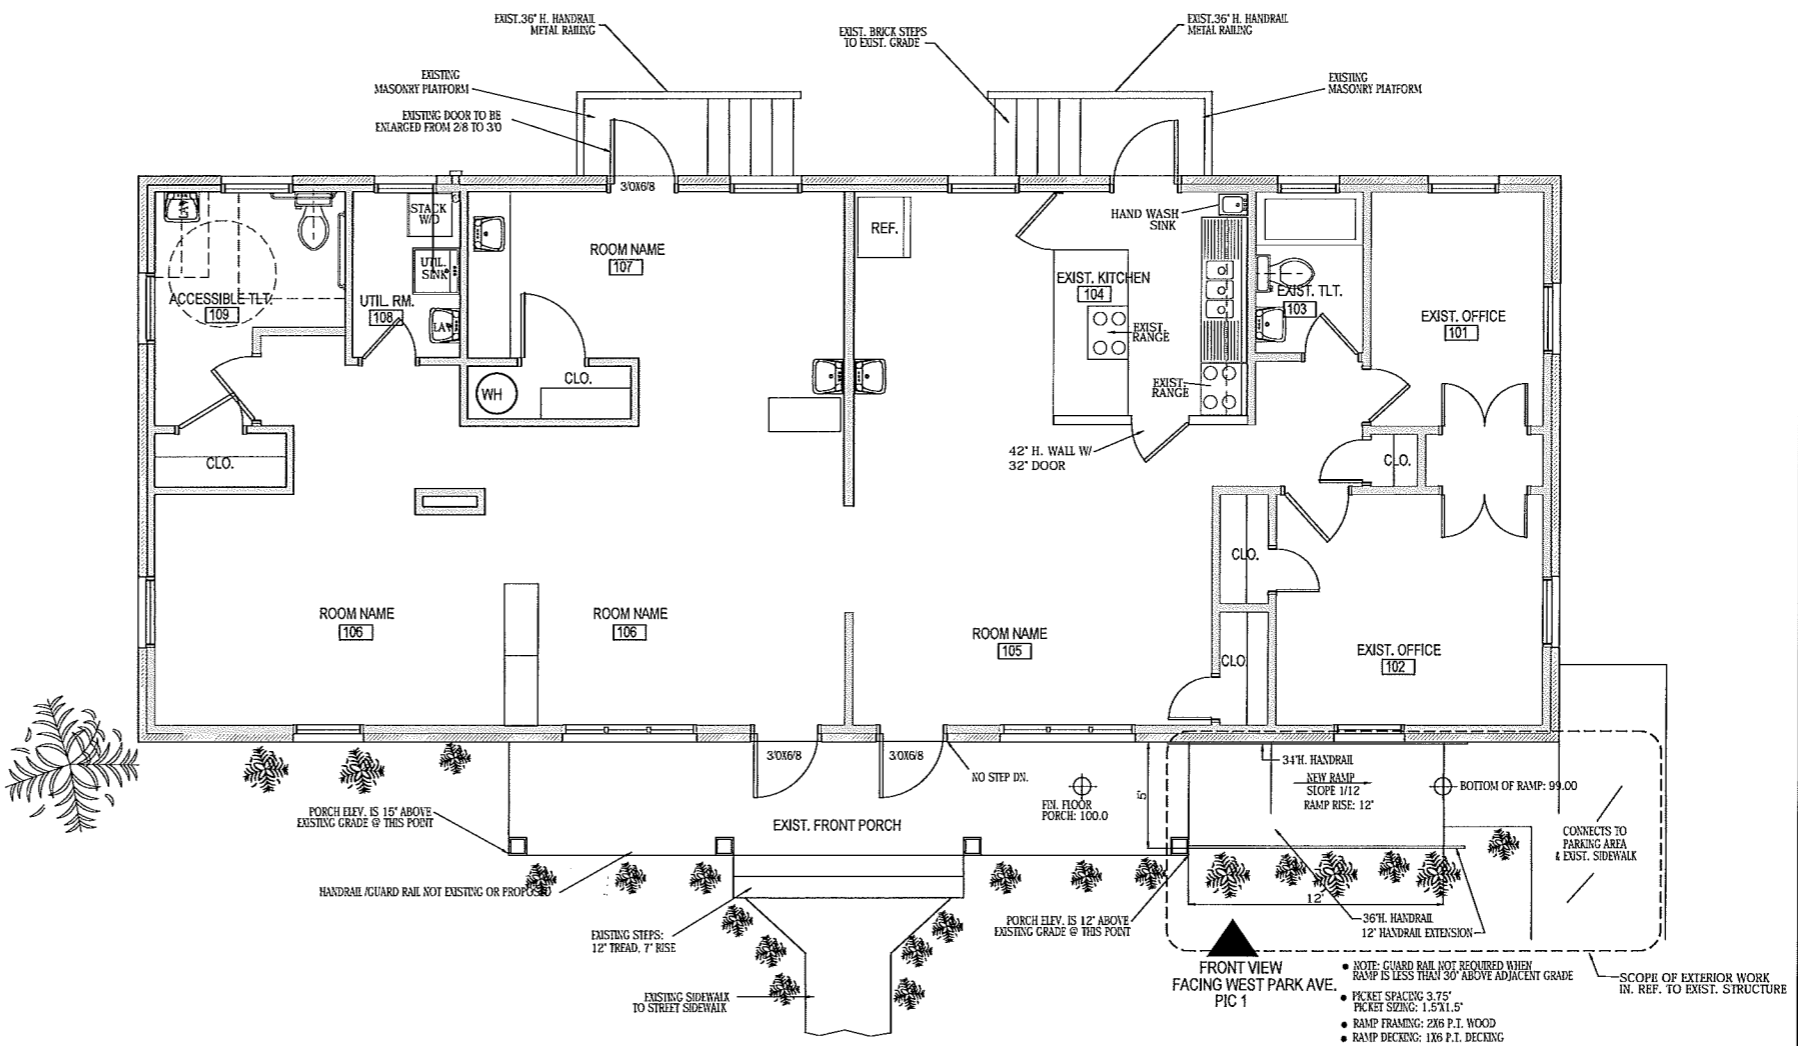 EXIST.36" H. HANDRAIL
METAL RAILING
EXIST. BRICK STEPS
TO EXIST. GRADE
EXIST.36" H. HANDRAIL
METAL RAILING
EXISTING
MASONRY PLATFORM
EXISTING
MASONRY PLATFORM
EXISTING DOOR TO BE
ENLARGED FROM 2/8 TO 3'0
3/0X6/8
STACK
W/D
UTIL.
SINK
ROOM NAME
107
REF.
HAND WASH
SINK
EXIST. KITCHEN
104
EXIST.
RANGE
EXIST.
RANGE
EXIST. TLT.
103
EXIST. OFFICE
101
ACCESSIBLE TLT.
109
UTIL. RM.
108
WH
CLO.
CLO.
42" H. WALL W/
32" DOOR
CLO.
CLO.
CLO.
ROOM NAME
106
ROOM NAME
106
ROOM NAME
105
EXIST. OFFICE
102
3/0X6/8
3/0X6/8
NO STEP DN.
FIN. FLOOR
PORCH: 100.0
5'
34"H. HANDRAIL
NEW RAMP
SLOPE 1/12
RAMP RISE: 12"
BOTTOM OF RAMP: 99.00
PORCH ELEV. IS 15" ABOVE
EXISTING GRADE @ THIS POINT
EXIST. FRONT PORCH
CONNECTS TO
PARKING AREA
& EXIST. SIDEWALK
HANDRAIL /GUARD RAIL NOT EXISTING OR PROPOSED
12'
EXISTING STEPS:
12" TREAD, 7" RISE
PORCH ELEV. IS 12" ABOVE
EXISTING GRADE @ THIS POINT
36"H. HANDRAIL
12" HANDRAIL EXTENSION
EXISTING SIDEWALK
TO STREET SIDEWALK
FRONT VIEW
FACING WEST PARK AVE.
PIC 1
• NOTE: GUARD RAIL NOT REQUIRED WHEN
RAMP IS LESS THAN 30" ABOVE ADJACENT GRADE
• PICKET SPACING 3.75"
PICKET SIZING: 1.5"X1.5"
• RAMP FRAMING: 2X6 P.T. WOOD
• RAMP DECKING: 1X6 P.T. DECKING
SCOPE OF EXTERIOR WORK
IN. REF. TO EXIST. STRUCTURE